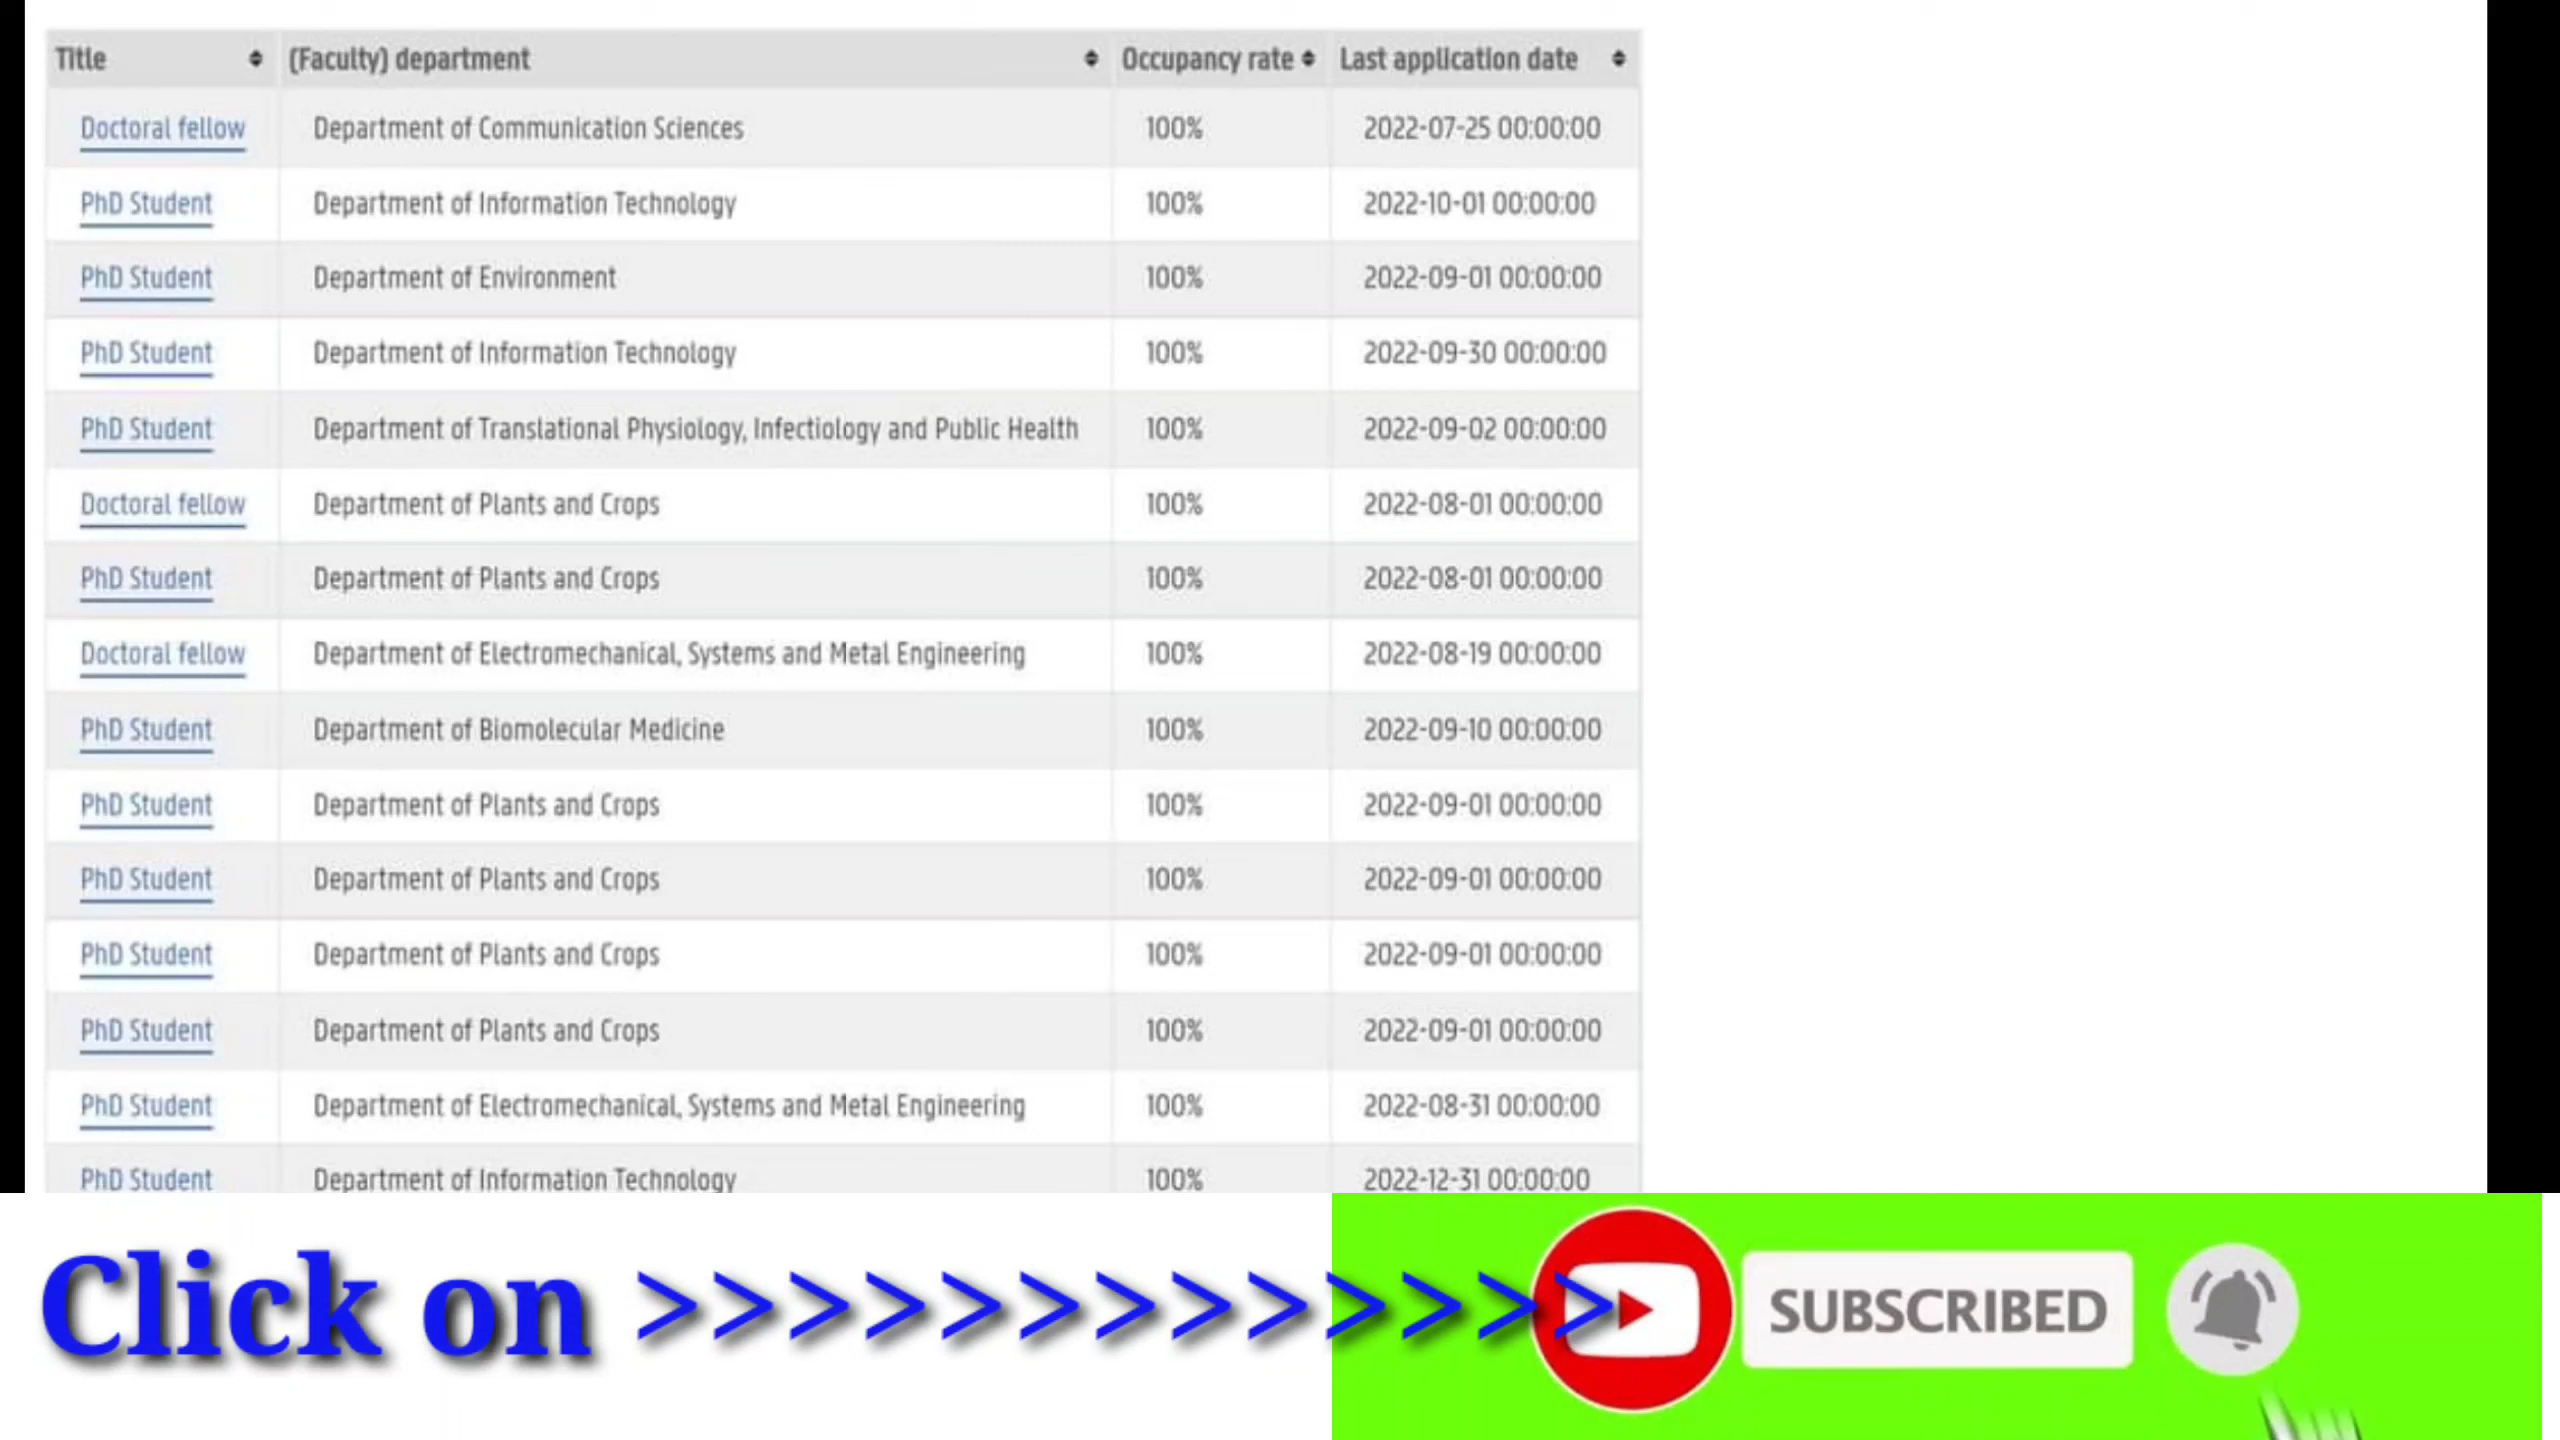 Title (Faculty) department Occupancy rate Last application date
Doctoral fellow Department of Communication Sciences 100% 2022-07-25 00:00:00
PhD Student Department of Information Technology 100% 2022-10-01 00:00:00
PhD Student Department of Environment 100% 2022-09-01 00:00:00
PhD Student Department of Information Technology 100% 2022-09-30 00:00:00
PhD Student Department of Translational Physiology, Infectiology and Public Health 100% 2022-09-02 00:00:00
Doctoral fellow Department of Plants and Crops 100% 2022-08-01 00:00:00
PhD Student Department of Plants and Crops 100% 2022-08-01 00:00:00
Doctoral fellow Department of Electromechanical, Systems and Metal Engineering 100% 2022-08-19 00:00:00
PhD Student Department of Biomolecular Medicine 100% 2022-09-10 00:00:00
PhD Student Department of Plants and Crops 100% 2022-09-01 00:00:00
PhD Student Department of Plants and Crops 100% 2022-09-01 00:00:00
PhD Student Department of Plants and Crops 100% 2022-09-01 00:00:00
PhD Student Department of Plants and Crops 100% 2022-09-01 00:00:00
PhD Student Department of Electromechanical, Systems and Metal Engineering 100% 2022-08-31 00:00:00
PhD Student Department of Information Technology 100% 2022-12-31 00:00:00
Click on >>>>>>>>>>>>> SUBSCRIBED